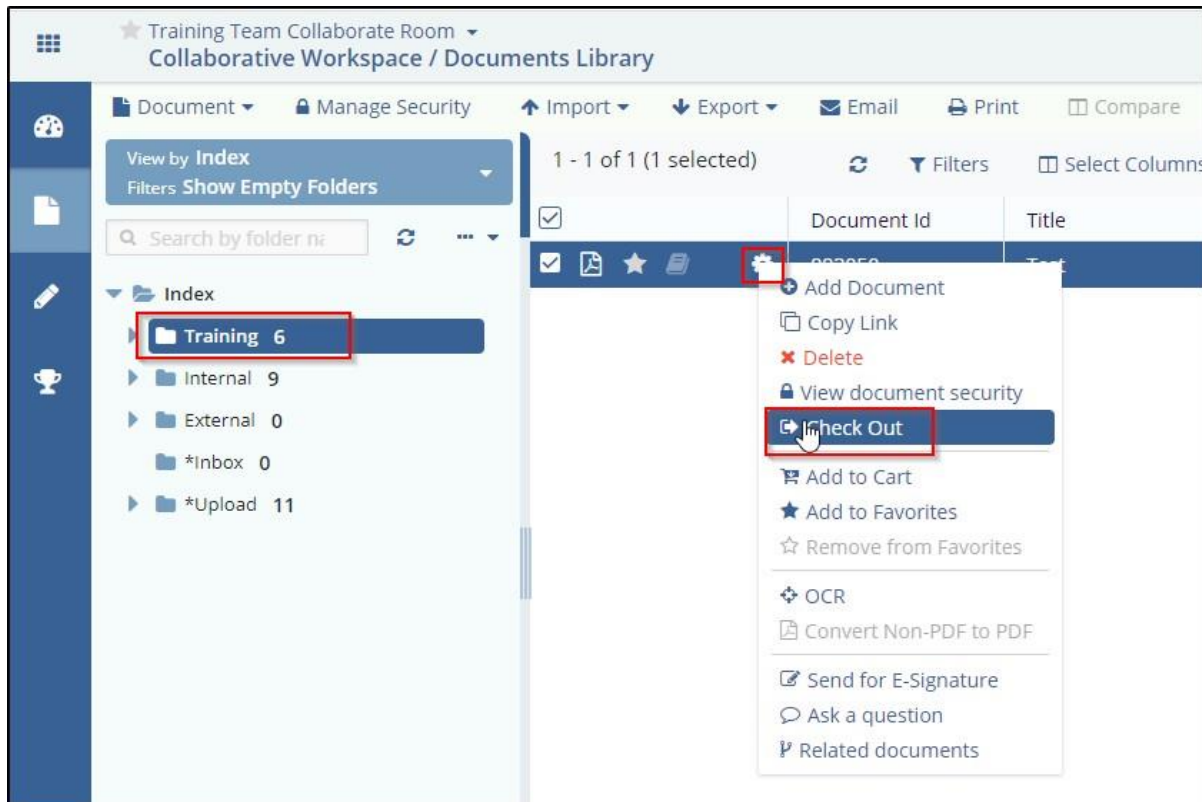 Training Team Collaborate Room
Collaborative Workspace / Documents Library
Document Manage Security Import Export Email Print Compare
View by Index
Filters Show Empty Folders
1 - 1 of 1 (1 selected) Filters Select Columns
Search by folder na
Document Id Title
Index
Training 6
Internal 9
External 0
*Inbox 0
*Upload 11
Add Document
Copy Link
Delete
View document security
Check Out
Add to Cart
Add to Favorites
Remove from Favorites
OCR
Convert Non-PDF to PDF
Send for E-Signature
Ask a question
Related documents